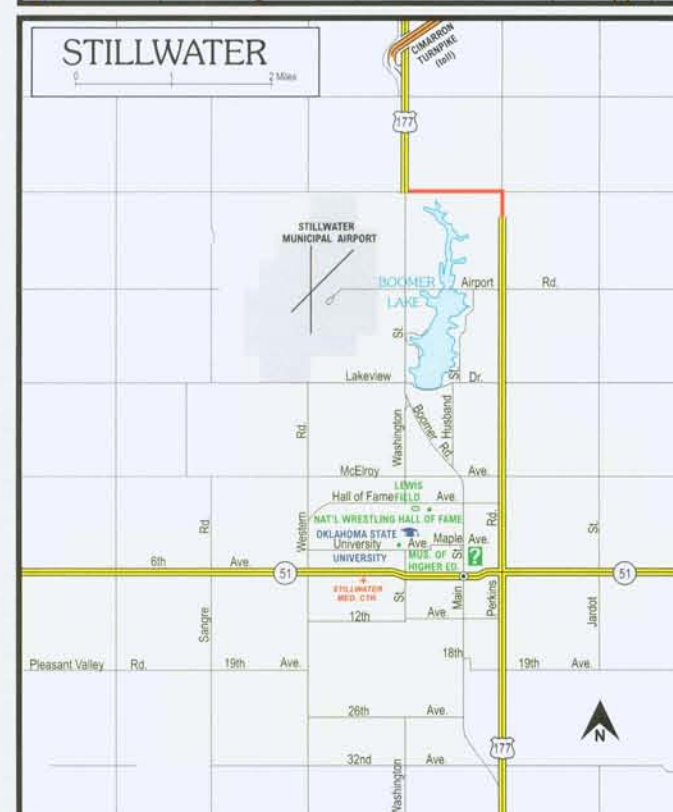 STILLWATER
0 1 2 Miles
CIMARRON
TURNPIKE
(toll)
177
STILLWATER
MUNICIPAL AIRPORT
BOOMER
LAKE
Airport Rd.
St.
Lakeview Dr.
St.
Washington
Boomer Rd.
Husband
Rd.
McElroy Ave.
LEWIS
FIELD
Hall of Fame Ave.
NAT'L WRESTLING HALL OF FAME
Rd.
St.
Rd.
Western
OKLAHOMA STATE
UNIVERSITY
University Ave.
Maple Ave.
St.
MUS. OF
HIGHER ED.
?
6th Ave.
51
51
STILLWATER
MED. CTR.
St.
Main
Perkins
Jardot
Sangre
12th Ave.
18th
Pleasant Valley Rd.
19th Ave.
19th Ave.
26th Ave.
N
177
32nd Ave.
Washington